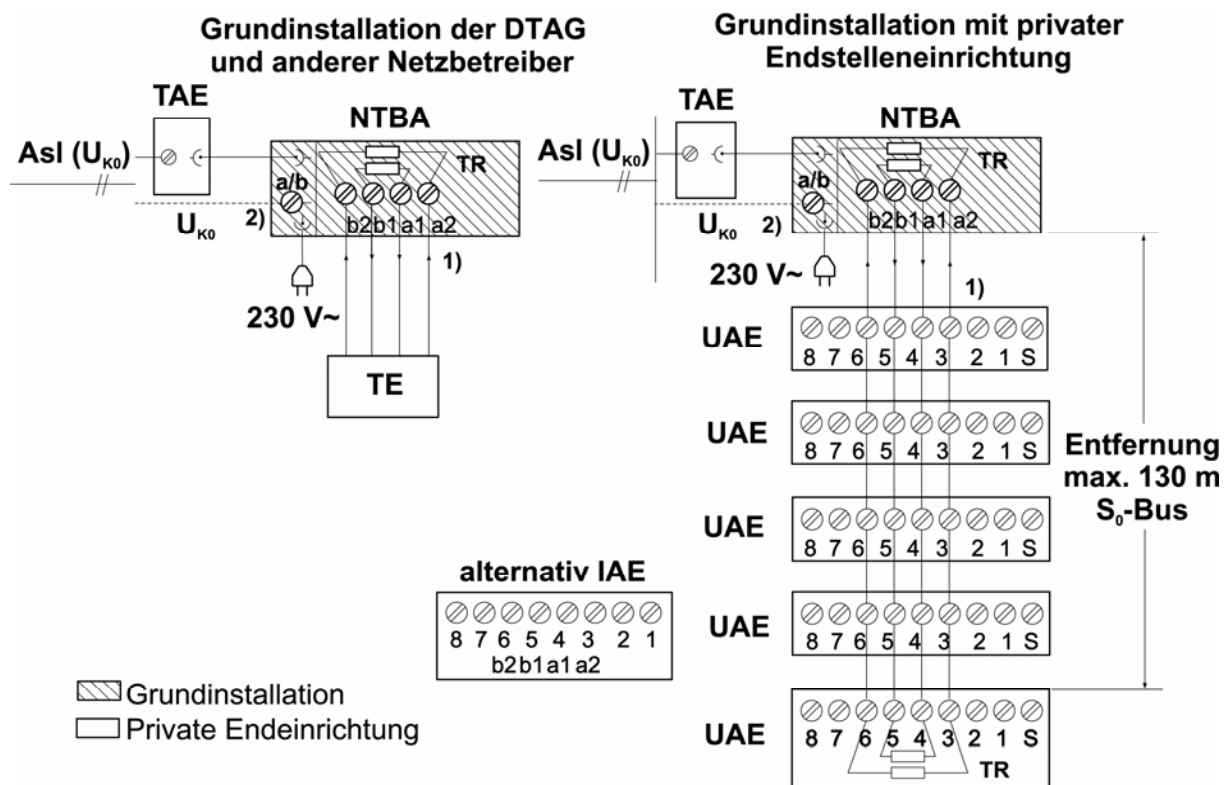 Grundinstallation der DTAG
und anderer Netzbetreiber
TAE
NTBA
Asl (U_K0)
TR
a/b
U_K0
2)
b2 b1 a1 a2
1)
230 V~
TE
Grundinstallation mit privater
Endstelleneinrichtung
TAE
NTBA
Asl (U_K0)
TR
a/b
U_K0
2)
b2 b1 a1 a2
230 V~
1)
UAE
8 7 6 5 4 3 2 1 S
UAE
8 7 6 5 4 3 2 1 S
UAE
8 7 6 5 4 3 2 1 S
UAE
8 7 6 5 4 3 2 1 S
UAE
8 7 6 5 4 3 2 1 S
TR
Entfernung
max. 130 m
S₀-Bus
alternativ IAE
8 7 6 5 4 3 2 1
b2 b1 a1 a2
Grundinstallation
Private Endeinrichtung